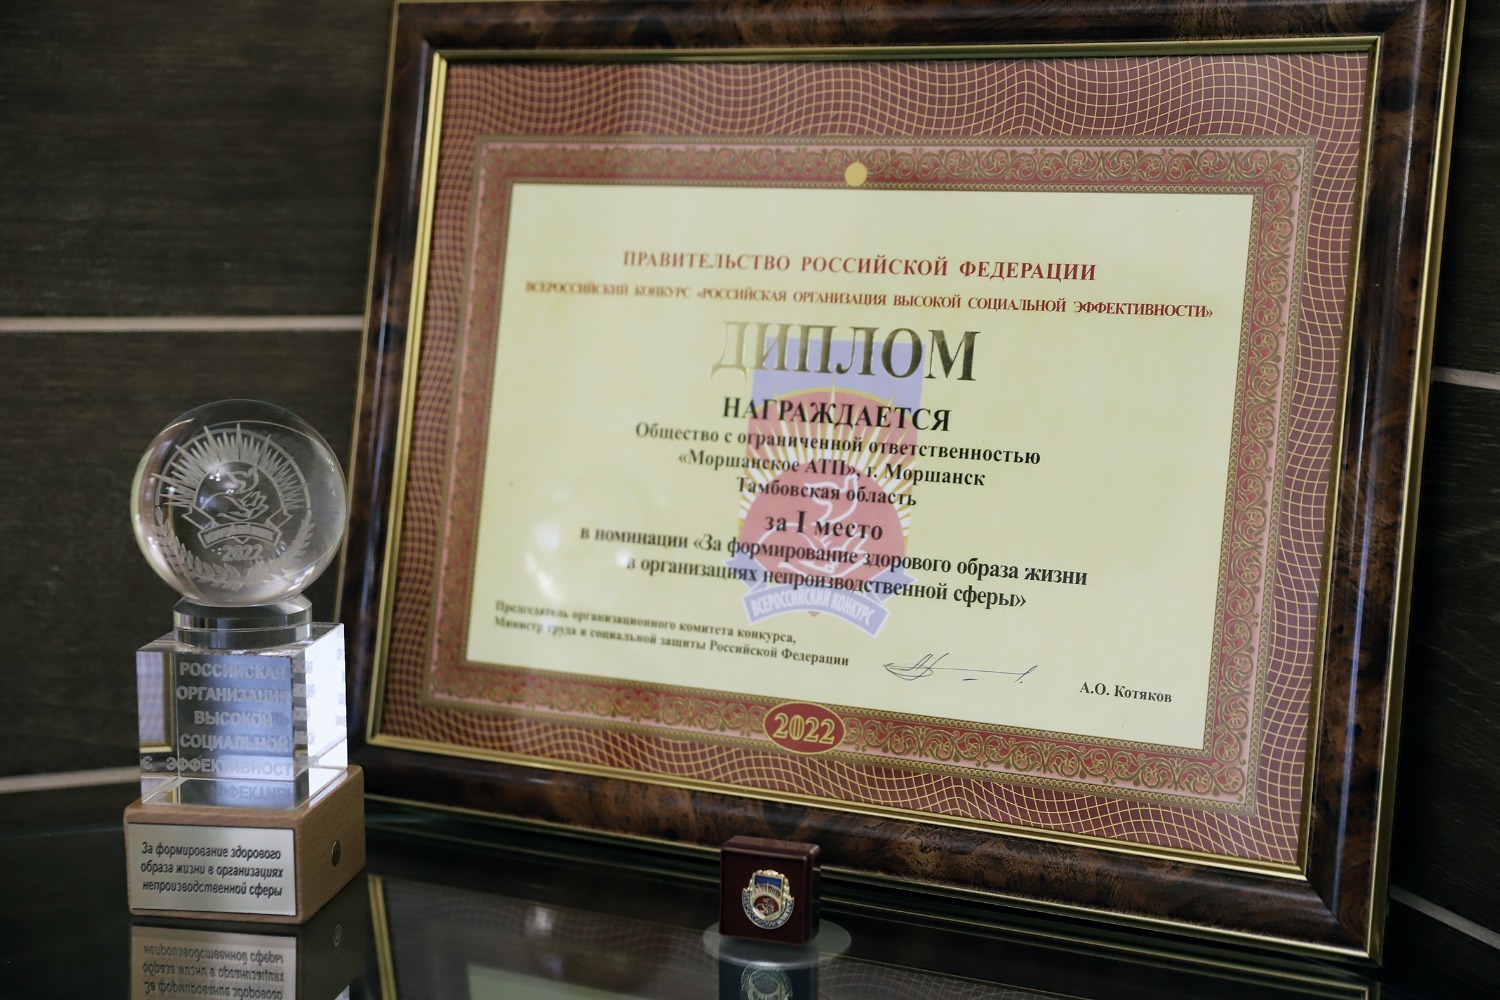 ПРАВИТЕЛЬСТВО РОССИЙСКОЙ ФЕДЕРАЦИИ
ВСЕРОССИЙСКИЙ КОНКУРС «РОССИЙСКАЯ ОРГАНИЗАЦИЯ ВЫСОКОЙ СОЦИАЛЬНОЙ ЭФФЕКТИВНОСТИ»
ДИПЛОМ
НАГРАЖДАЕТСЯ
Общество с ограниченной ответственностью
«Моршанское АТП», г. Моршанск
Тамбовская область
за I место
в номинации «За формирование здорового образа жизни
в организациях непроизводственной сферы»
ВСЕРОССИЙСКИЙ КОНКУРС
Председатель организационного комитета конкурса,
Министр труда и социальной защиты Российской Федерации
А.О. Котяков
2022
2022
РОССИЙСКАЯ
ОРГАНИЗАЦИЯ
ВЫСОКОЙ
СОЦИАЛЬНОЙ
ЭФФЕКТИВНОСТ
За формирование здорового
образа жизни в организациях
непроизводственной сферы